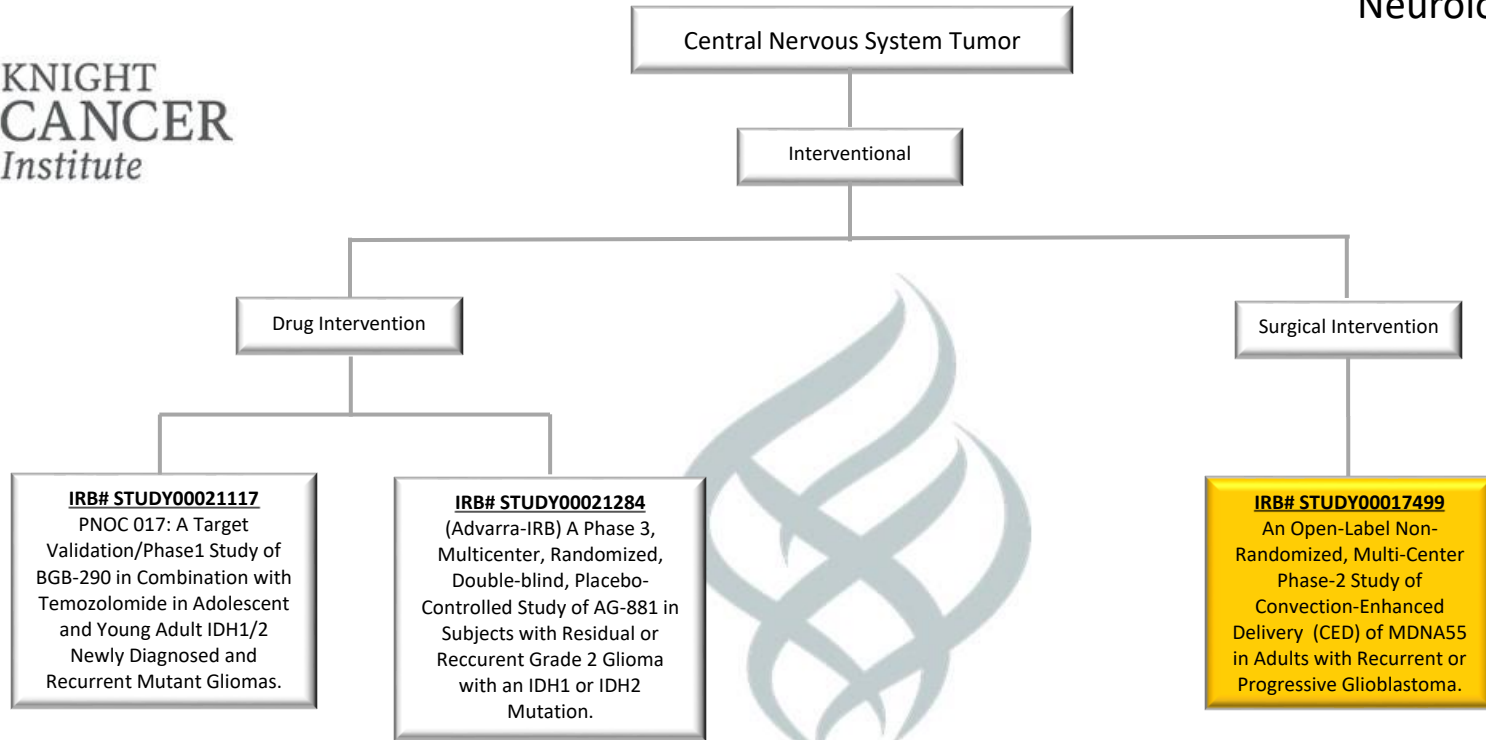 Central Nervous System Tumor
KNIGHT
CANCER
Institute
Interventional
Drug Intervention
Surgical Intervention
IRB# STUDY00021117
PNOC 017: A Target
Validation/Phase1 Study of
BGB-290 in Combination with
Temozolomide in Adolescent
and Young Adult IDH1/2
Newly Diagnosed and
Recurrent Mutant Gliomas.
IRB# STUDY00021284
(Advarra-IRB) A Phase 3,
Multicenter, Randomized,
Double-blind, Placebo-
Controlled Study of AG-881 in
Subjects with Residual or
Reccurent Grade 2 Glioma
with an IDH1 or IDH2
Mutation.
IRB# STUDY00017499
An Open-Label Non-
Randomized, Multi-Center
Phase-2 Study of
Convection-Enhanced
Delivery (CED) of MDNA55
in Adults with Recurrent or
Progressive Glioblastoma.